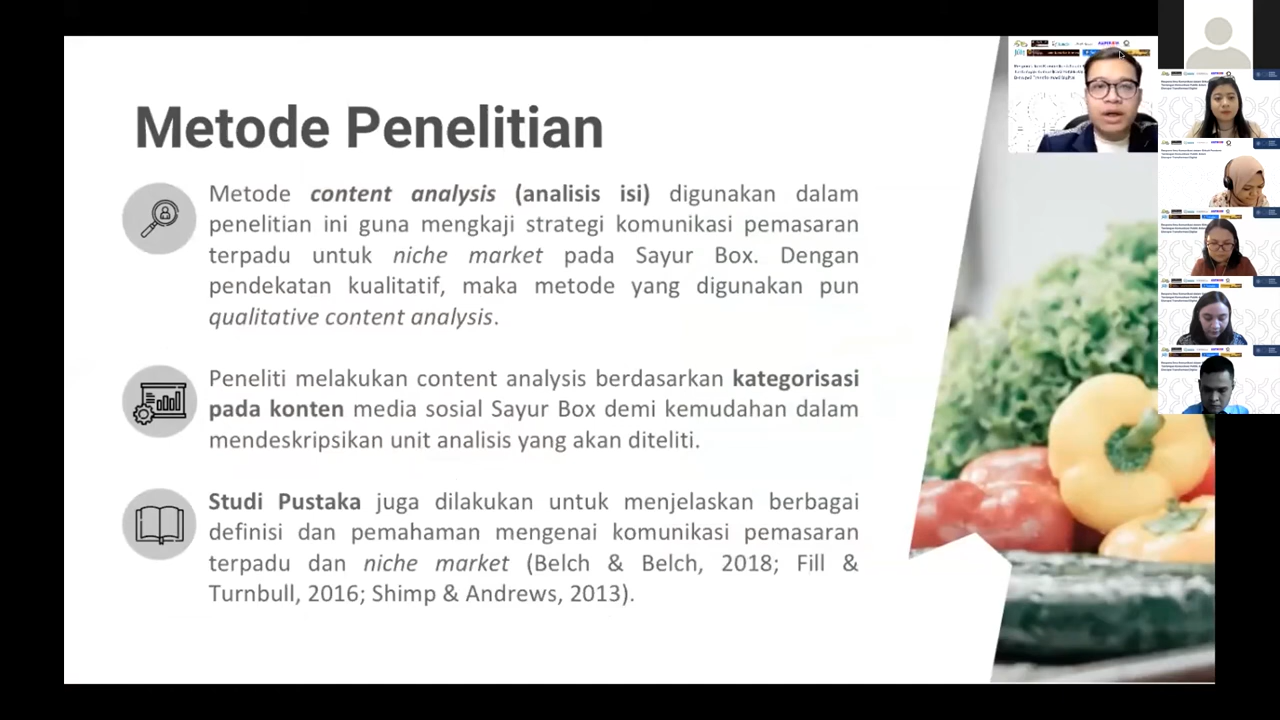 Metode Penelitian
Metode content analysis (analisis isi) digunakan dalam
penelitian ini guna mengkaji strategi komunikasi pemasaran
terpadu untuk niche market pada Sayur Box. Dengan
pendekatan kualitatif, maka metode yang digunakan pun
qualitative content analysis.
Peneliti melakukan content analysis berdasarkan kategorisasi
pada konten media sosial Sayur Box demi kemudahan dalam
mendeskripsikan unit analisis yang akan diteliti.
Studi Pustaka juga dilakukan untuk menjelaskan berbagai
definisi dan pemahaman mengenai komunikasi pemasaran
terpadu dan niche market (Belch & Belch, 2018; Fill &
Turnbull, 2016; Shimp & Andrews, 2013).